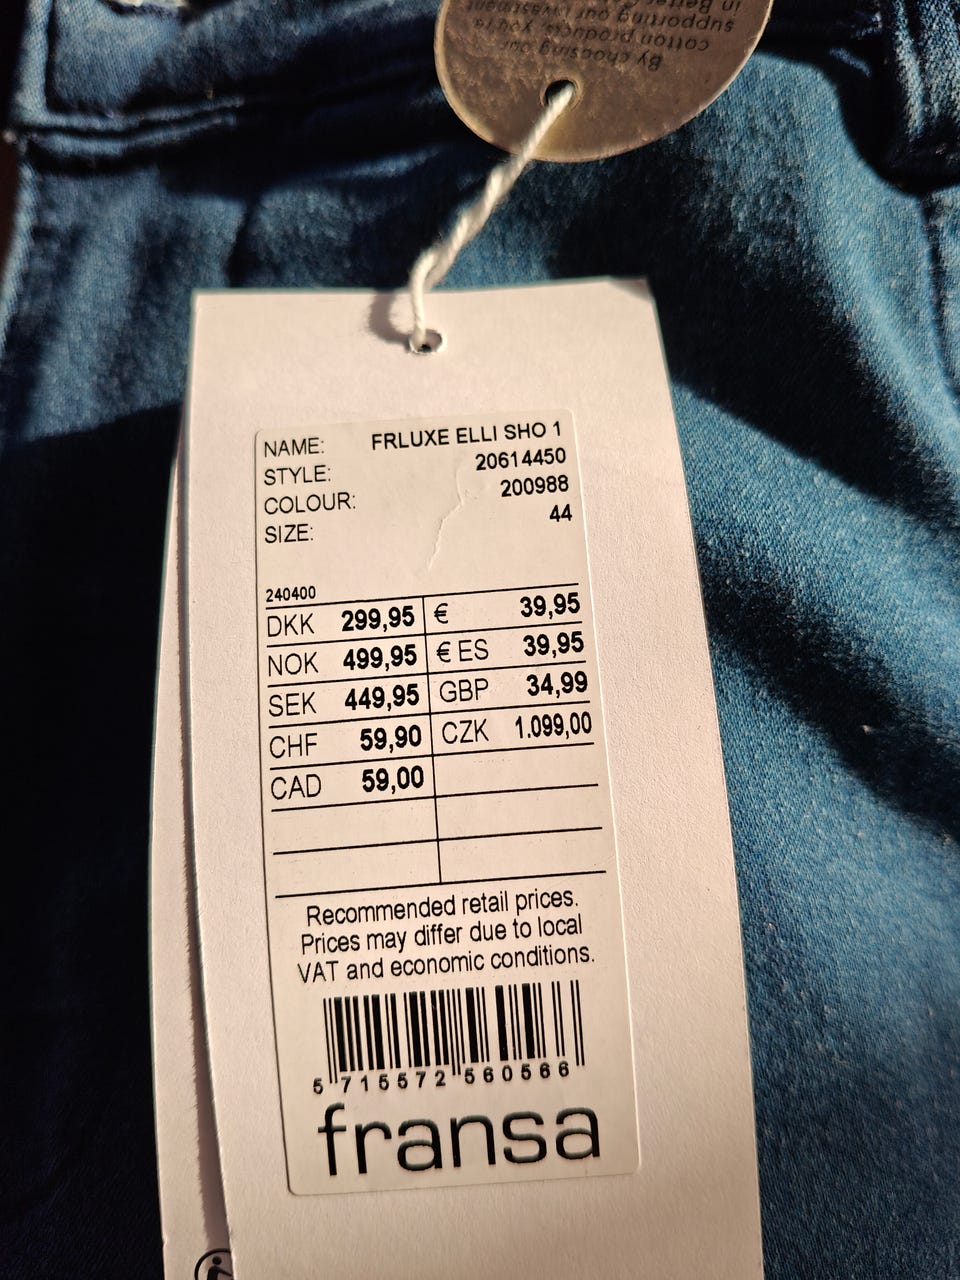 By choosing our
cotton products, you're
supporting our investment
in Better
NAME: FRLUXE ELLI SHO 1
STYLE: 20614450
COLOUR: 200988
SIZE: 44
240400
DKK 299,95 € 39,95
NOK 499,95 € ES 39,95
SEK 449,95 GBP 34,99
CHF 59,90 CZK 1.099,00
CAD 59,00
Recommended retail prices.
Prices may differ due to local
VAT and economic conditions.
5 715572 560566
fransa